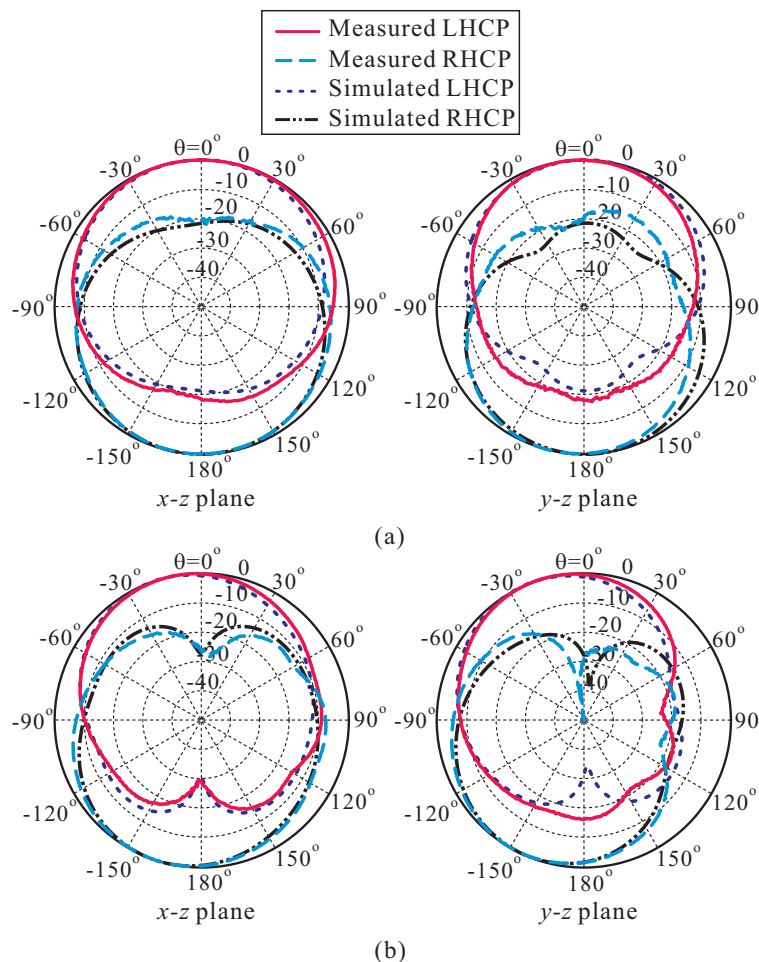 Measured LHCP
Measured RHCP
Simulated LHCP
Simulated RHCP
θ=0° 0
-30° 30°
-10
-60° -20 60°
-30
-40
-90° 90°
-120° 120°
-150° 150°
180°
x-z plane
θ=0° 0
-30° 30°
-10
-60° -20 60°
-30
-40
-90° 90
-120° 120°
-150° 150°
180°
y-z plane
(a)
θ=0° 0
-30° 30°
-10
-60° -20 60°
-30
-40
-90° 90°
-120° 120°
-150° 150°
180°
x-z plane
θ=0° 0
-30° 30°
-10
-60° -20 60°
-30
40
-90° 90
-120° 120°
-150° 150°
180°
y-z plane
(b)